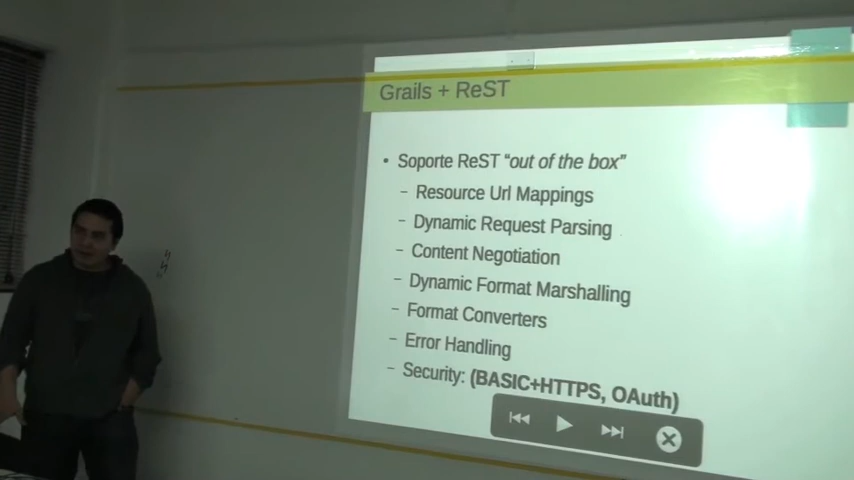 Grails + ReST
• Soporte ReST "out of the box"
– Resource Url Mappings
– Dynamic Request Parsing
– Content Negotiation
– Dynamic Format Marshalling
– Format Converters
– Error Handling
– Security: (BASIC+HTTPS, OAuth)